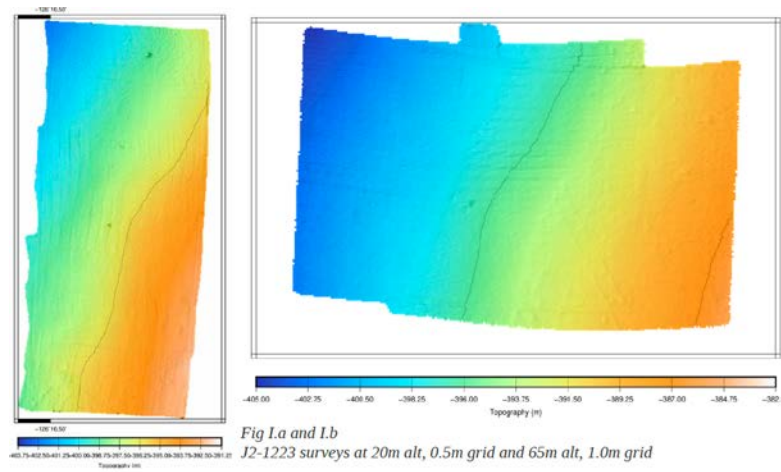 -126°16.50'
-126°16.50'
Topography (m)
-405.00 -402.75 -400.50 -398.25 -396.00 -393.75 -391.50 -389.25 -387.00 -384.75 -382.
Topography (m)
Fig I.a and I.b
J2-1223 surveys at 20m alt, 0.5m grid and 65m alt, 1.0m grid